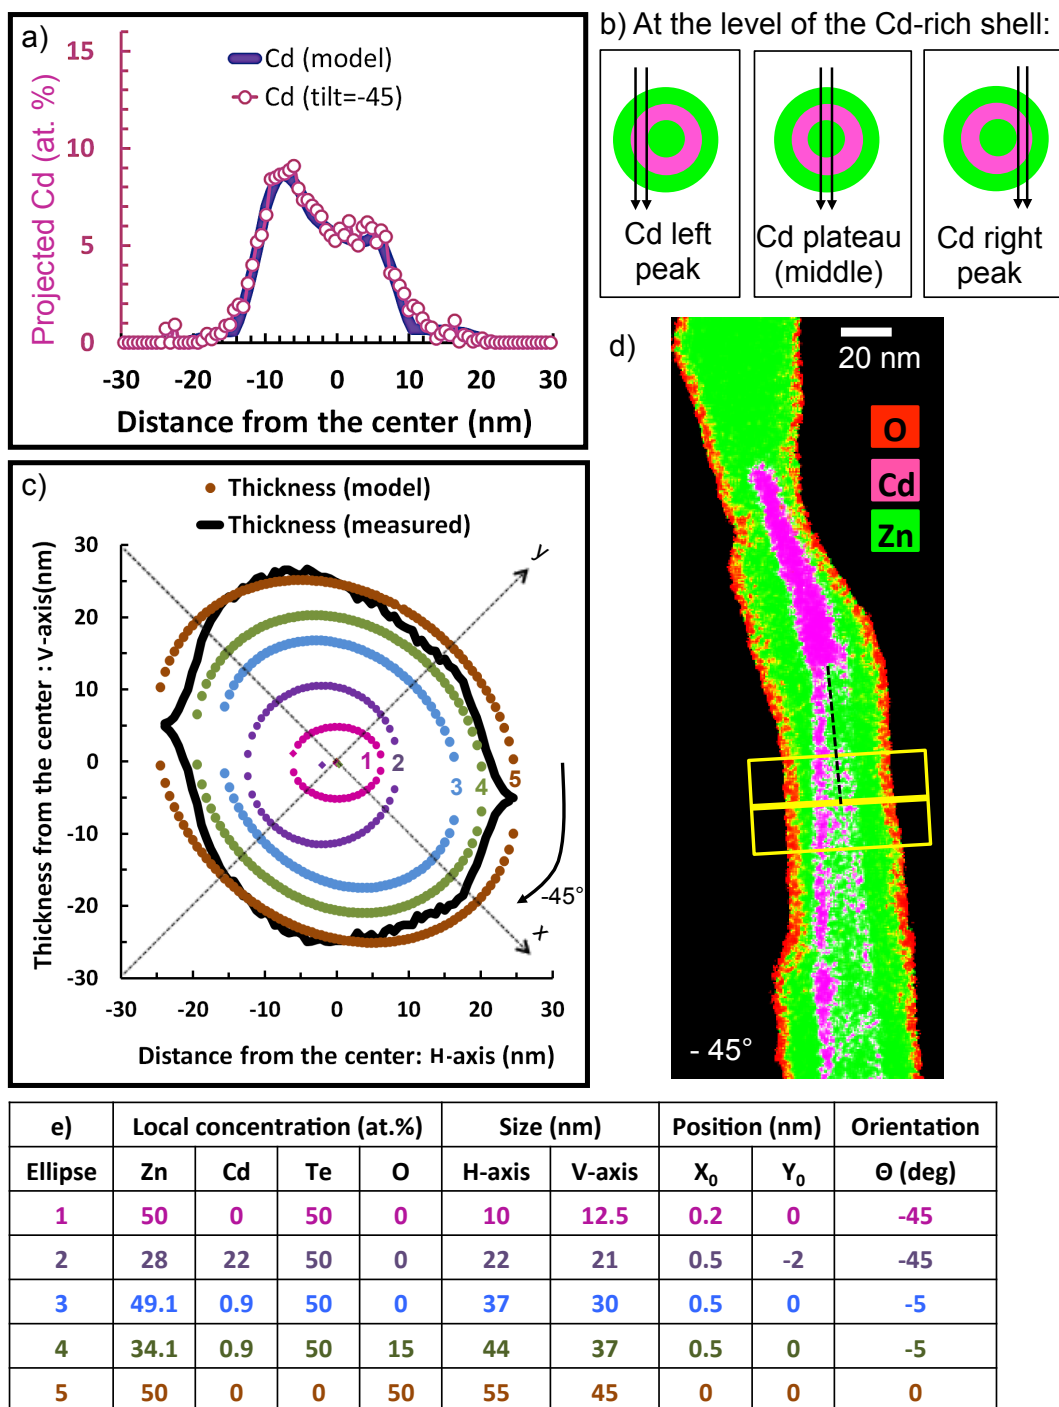 a)
15
10
5
0
Projected Cd (at. %)
Cd (model)
Cd (tilt=-45)
-30 -20 -10 0 10 20 30
Distance from the center (nm)
b) At the level of the Cd-rich shell:
Cd left
peak
Cd plateau
(middle)
Cd right
peak
c)
Thickness (model)
Thickness (measured)
30
20
10
0
-10
-20
-30
Thickness from the center : V-axis(nm)
y
1 2 3 4 5
-45°
x
-30 -20 -10 0 10 20 30
Distance from the center: H-axis (nm)
d)
20 nm
O
Cd
Zn
- 45°
e) Local concentration (at.%) Size (nm) Position (nm) Orientation
Ellipse Zn Cd Te O H-axis V-axis X₀ Y₀ Θ (deg)
1 50 0 50 0 10 12.5 0.2 0 -45
2 28 22 50 0 22 21 0.5 -2 -45
3 49.1 0.9 50 0 37 30 0.5 0 -5
4 34.1 0.9 50 15 44 37 0.5 0 -5
5 50 0 0 50 55 45 0 0 0